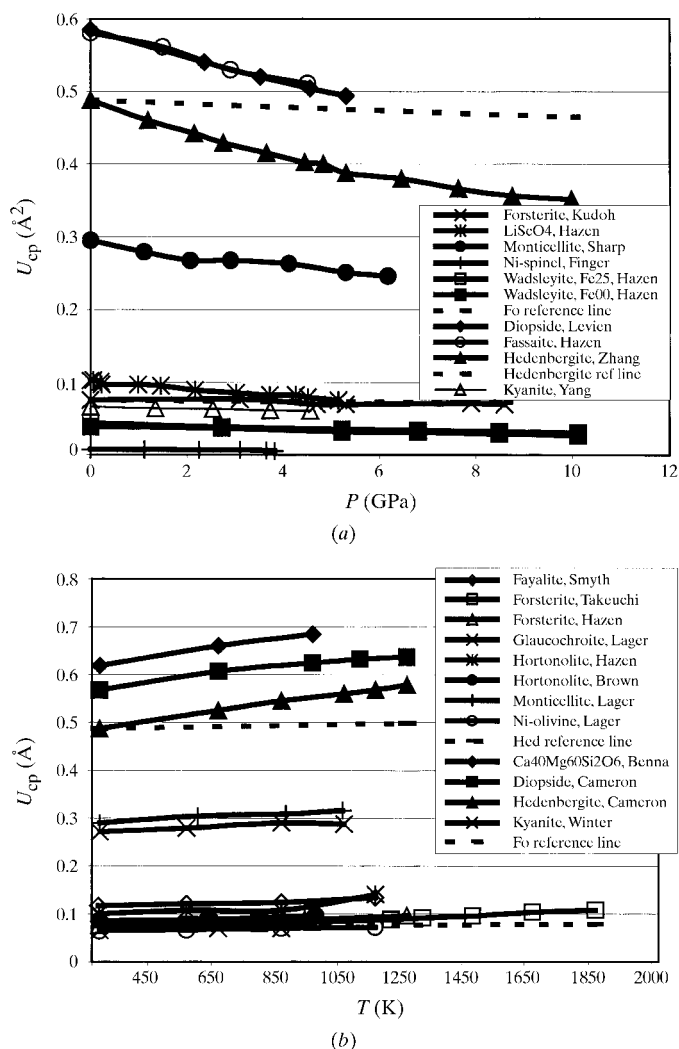 0.6
0.5
0.4
0.3
0.2
0.1
0
U_cp (Å²)
Forsterite, Kudoh
LiScO4, Hazen
Monticellite, Sharp
Ni-spinel, Finger
Wadsleyite, Fe25, Hazen
Wadsleyite, Fe00, Hazen
Fo reference line
Diopside, Levien
Fassaite, Hazen
Hedenbergite, Zhang
Hedenbergite ref line
Kyanite, Yang
0 2 4 6 8 10 12
P (GPa)
(a)
0.8
0.7
0.6
0.5
0.4
0.3
0.2
0.1
0
U_cp (Å)
Fayalite, Smyth
Forsterite, Takeuchi
Forsterite, Hazen
Glaucochroite, Lager
Hortonolite, Hazen
Hortonolite, Brown
Monticellite, Lager
Ni-olivine, Lager
Hed reference line
Ca40Mg60Si2O6, Benna
Diopside, Cameron
Hedenbergite, Cameron
Kyanite, Winter
Fo reference line
450 650 850 1050 1250 1450 1650 1850 2000
T (K)
(b)